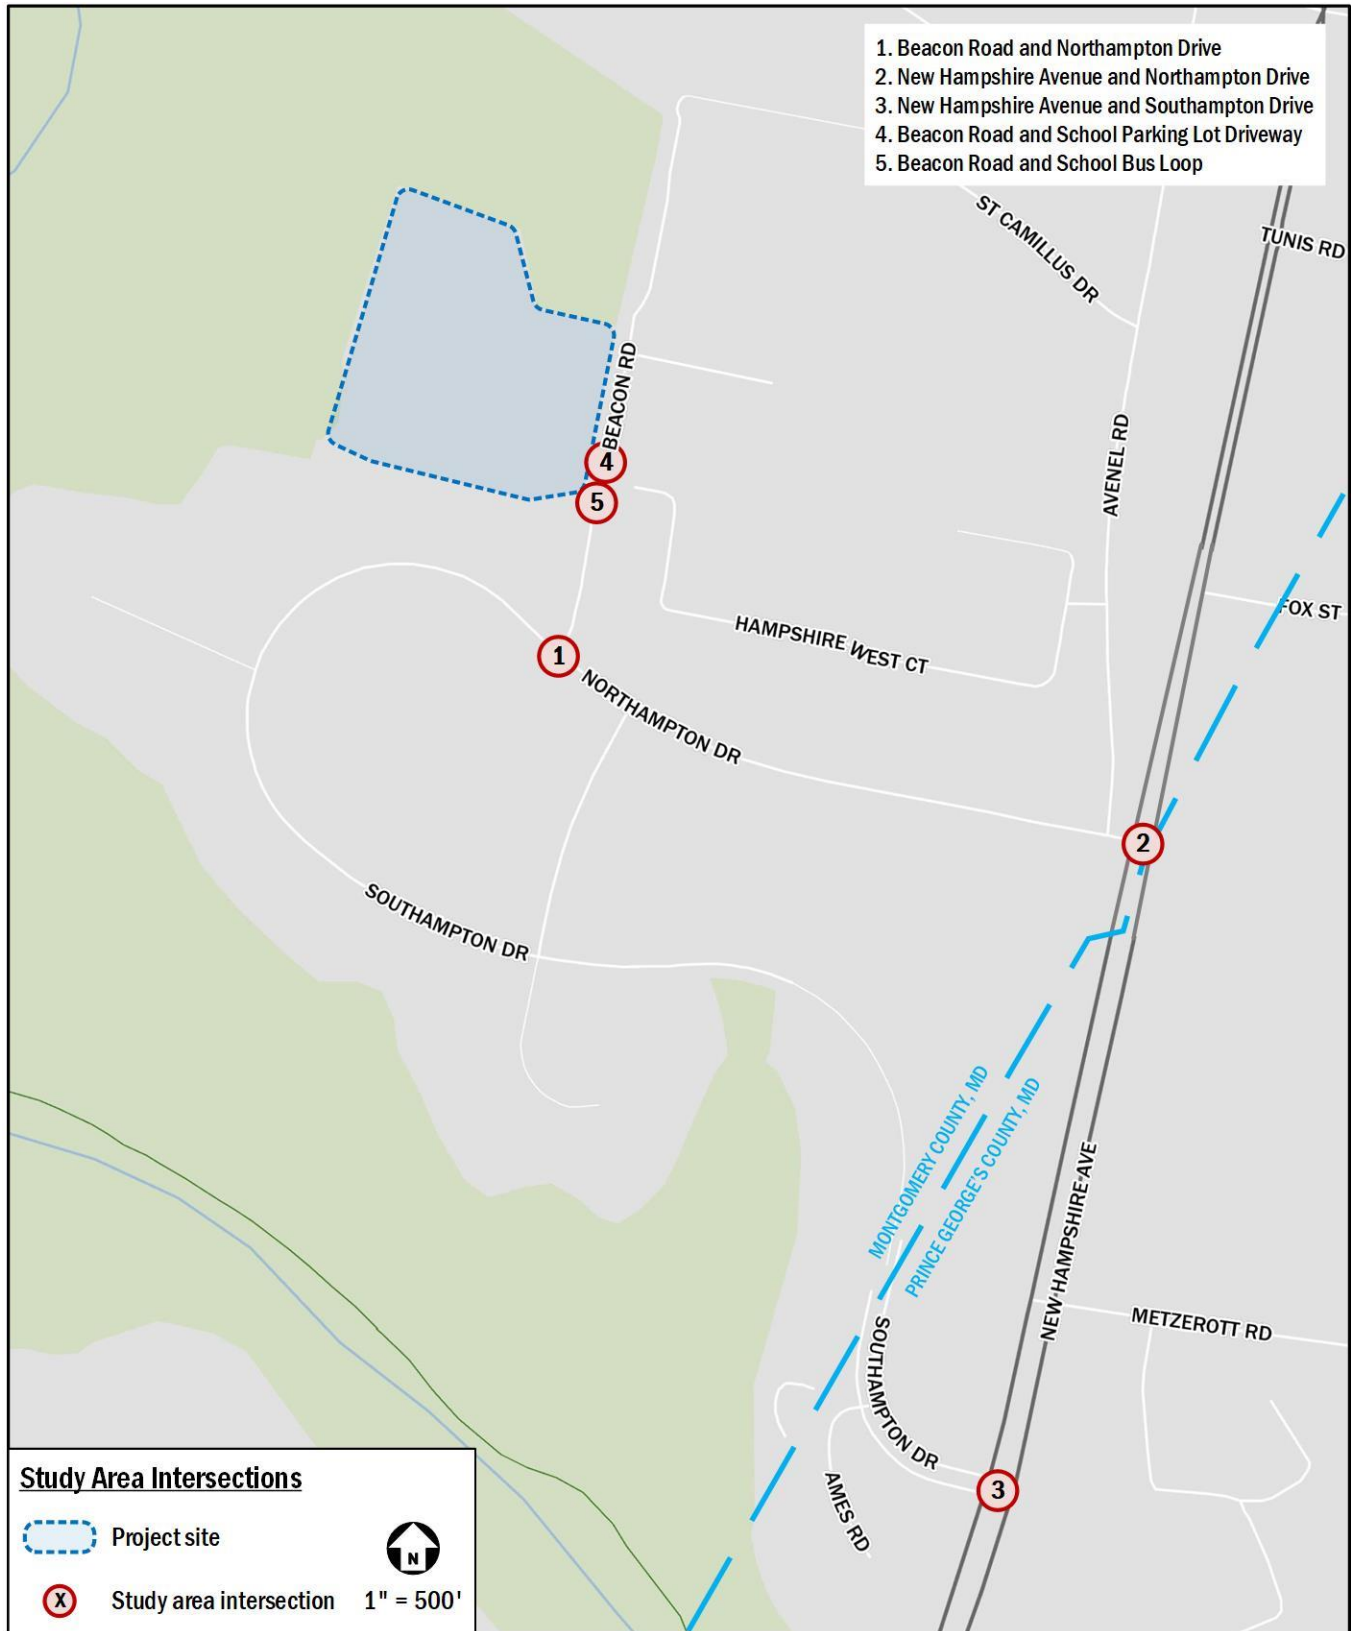 1. Beacon Road and Northampton Drive
2. New Hampshire Avenue and Northampton Drive
3. New Hampshire Avenue and Southampton Drive
4. Beacon Road and School Parking Lot Driveway
5. Beacon Road and School Bus Loop
ST CAMILLUS DR
TUNIS RD
BEACON RD
AVENEL RD
4
5
FOX ST
HAMPSHIRE WEST CT
1
NORTHAMPTON DR
2
SOUTHAMPTON DR
MONTGOMERY COUNTY, MD
PRINCE GEORGE'S COUNTY, MD
NEW HAMPSHIRE AVE
METZEROTT RD
SOUTHAMPTON DR
AMES RD
3
Study Area Intersections
Project site
N
X
Study area intersection
1" = 500'